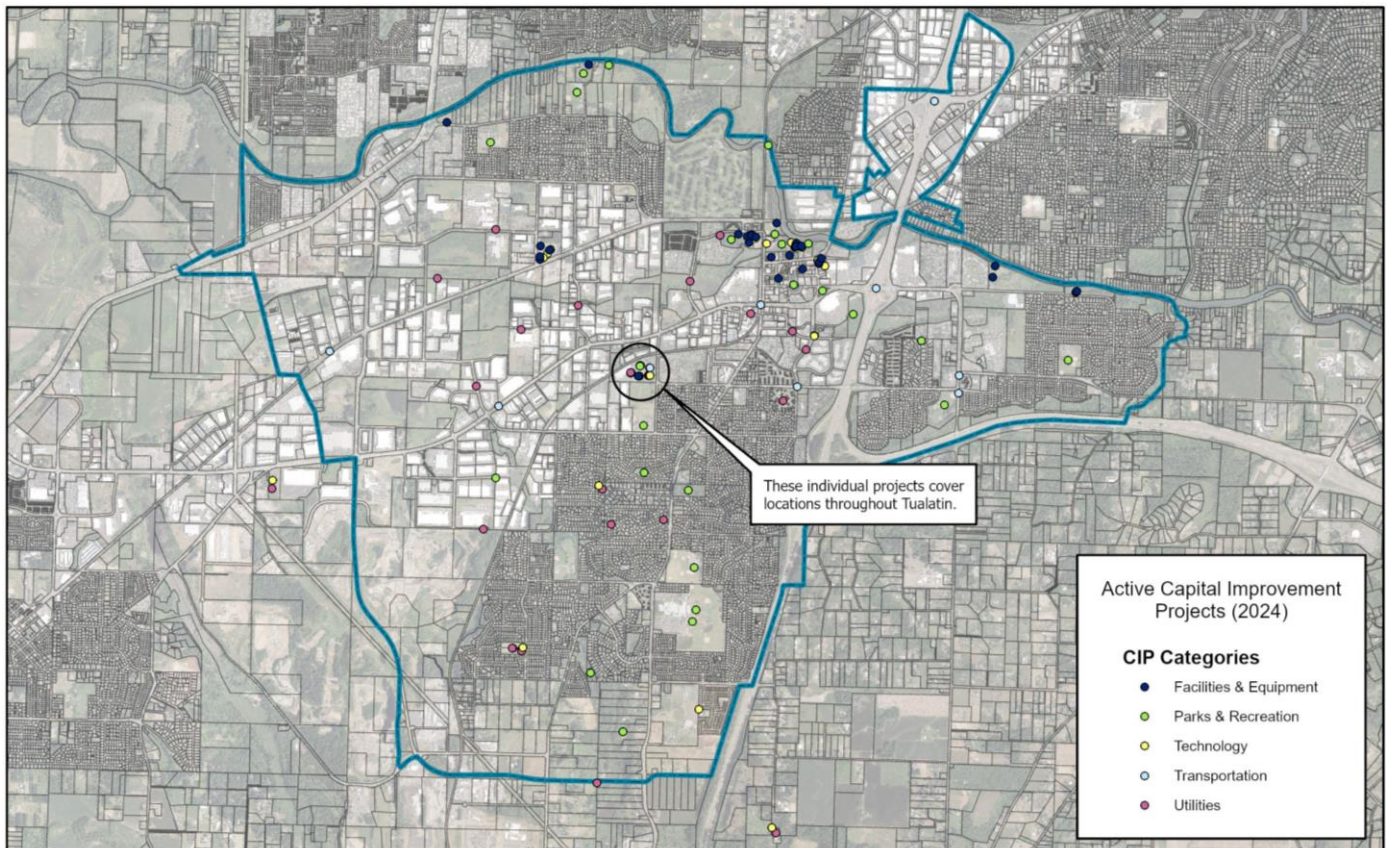 These individual projects cover
locations throughout Tualatin.
Active Capital Improvement
Projects (2024)
CIP Categories
Facilities & Equipment
Parks & Recreation
Technology
Transportation
Utilities